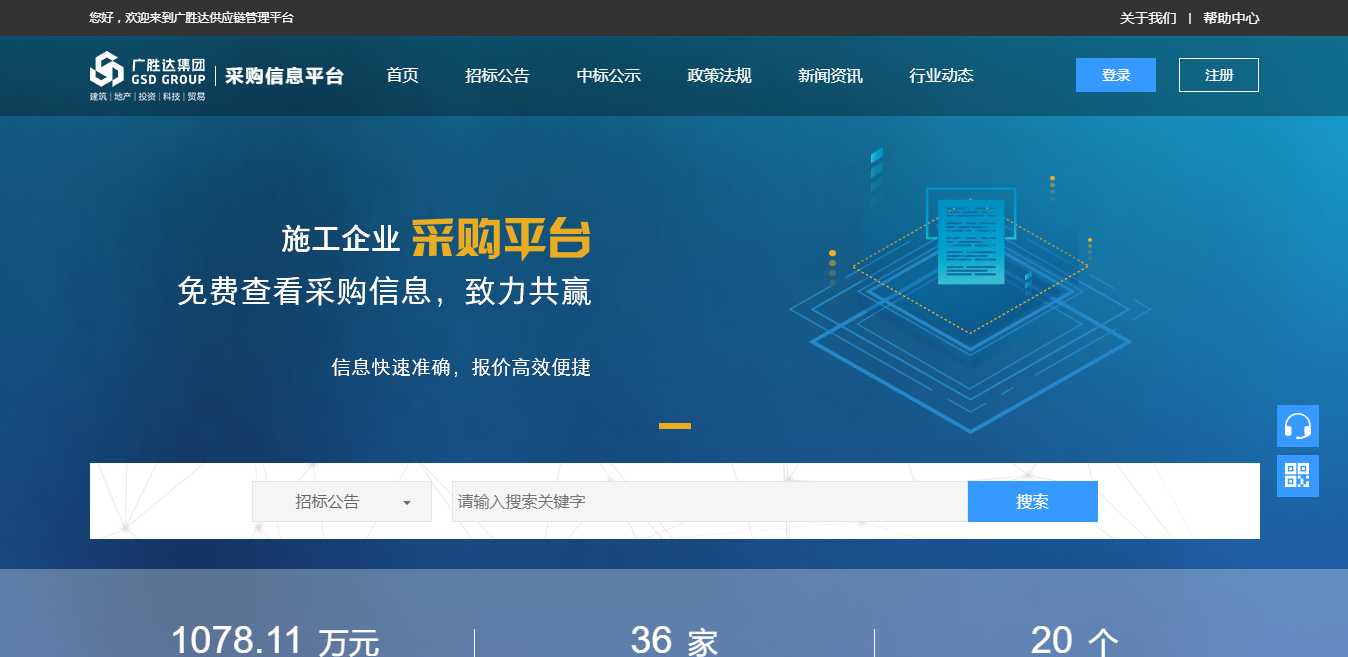 您好，欢迎来到广胜达供应链管理平台
关于我们 | 帮助中心
广胜达集团
GSD GROUP
建筑 | 地产 | 投资 | 科技 | 贸易
采购信息平台
首页 招标公告 中标公示 政策法规 新闻资讯 行业动态
登录 注册
施工企业 采购平台
免费查看采购信息，致力共赢
信息快速准确，报价高效便捷
招标公告 请输入搜索关键字 搜索
1078.11 万元 36 家 20 个